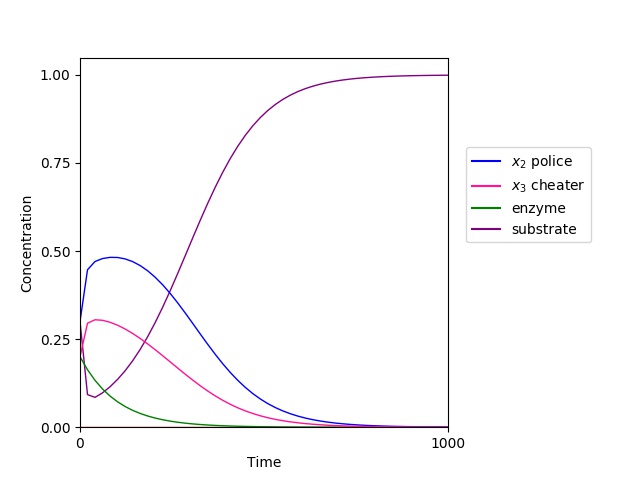 1.00
0.75
0.50
0.25
0.00
0
1000
Concentration
Time
x₂ police
x₃ cheater
enzyme
substrate